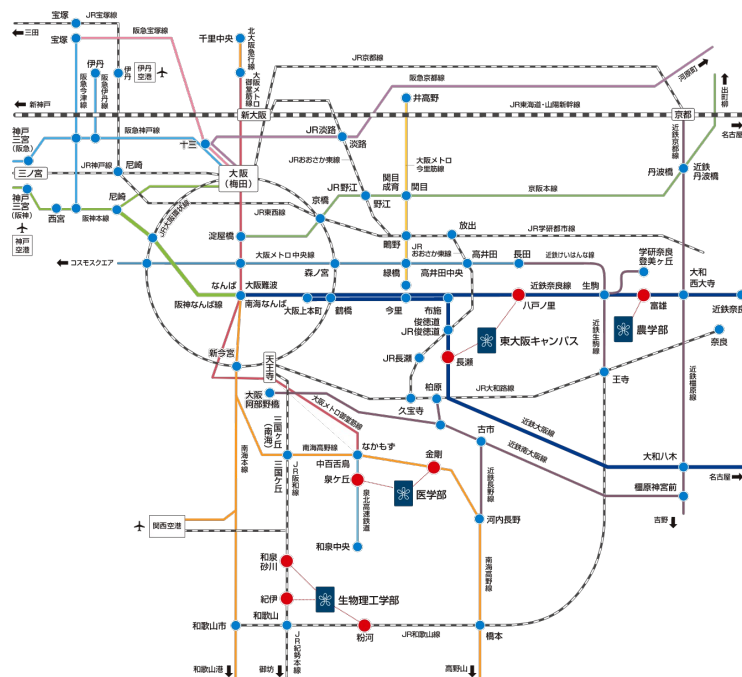 宝塚
JR宝塚線
三田
宝塚
阪急宝塚線
千里中央
北大阪急行線
伊丹
伊丹
伊丹
空港
阪急今津線
阪急伊丹線
大阪メトロ
御堂筋線
JR京都線
阪急京都線
河原町
出町柳
新神戸
井高野
新大阪
JR東海道・山陽新幹線
京都
名古屋
神戸
三宮
(阪急)
阪急神戸線
十三
JR淡路
淡路
大阪メトロ
今里筋線
近鉄京都線
三ノ宮
JR神戸線
尼崎
大阪
(梅田)
JRおおさか東線
関目
成育
関目
丹波橋
近鉄
丹波橋
神戸
三宮
(阪神)
西宮
阪神本線
尼崎
JR大阪環状線
JR東西線
京橋
JR野江
野江
京阪本線
神戸
空港
淀屋橋
鴫野
放出
JR学研都市線
JR
おおさか東線
コスモスクエア
大阪メトロ 中央線
森ノ宮
緑橋
高井田
高井田中央
長田
近鉄けいはんな線
学研奈良
登美ヶ丘
大和
西大寺
なんば
大阪難波
阪神なんば線
南海なんば
大阪上本町
鶴橋
今里
布施
近鉄奈良線
八戸ノ里
生駒
富雄
近鉄奈良
俊徳道
JR俊徳道
東大阪キャンパス
農学部
奈良
新今宮
天王寺
JR長瀬
長瀬
近鉄生駒線
王寺
大阪
阿部野橋
大阪メトロ御堂筋線
柏原
久宝寺
JR大和路線
近鉄橿原線
三国ヶ丘
(南海)
南海高野線
なかもず
古市
近鉄大阪線
近鉄南大阪線
南海本線
三国ケ丘
JR阪和線
中百舌鳥
泉ケ丘
金剛
医学部
近鉄長野線
大和八木
名古屋
橿原神宮前
関西空港
泉北高速鉄道
河内長野
吉野
和泉中央
和泉
砂川
紀伊
生物理工学部
南海高野線
和歌山市
和歌山
粉河
JR和歌山線
橋本
JR紀勢本線
和歌山港
御坊
高野山